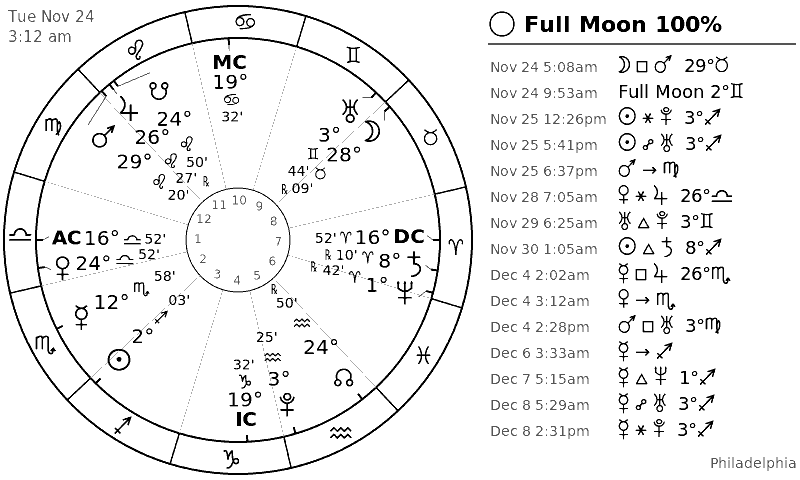 Tue Nov 24
3:12 am
MC
19°
♋
32'
♃ 26° ♌ 27' ℞
☋ 24° ♌ 50'
♂ 29° ♌ 20'
♅ 3° ♊ 44' ℞
☽ 28° ♉ 09'
AC 16° ♎ 52'
♀ 24° ♎ 52'
☿ 12° ♏ 58'
☉ 2° ♐ 03'
52' ♈ 16° DC
℞ 10' ♈ 8° ♄
℞ 42' ♈ 1° ♆
℞ 50' ♒ 24° ☊
25' ♒ 3° ♇
32'
♑
19°
IC
1 2 3 4 5 6 7 8 9 10 11 12
♋ ♊ ♉ ♈ ♓ ♒ ♑ ♐ ♏ ♎ ♍ ♌
Full Moon 100%
Nov 24 5:08am ☽ □ ♂ 29°♉
Nov 24 9:53am Full Moon 2°♊
Nov 25 12:26pm ☉ ⚹ ♇ 3°♐
Nov 25 5:41pm ☉ ☍ ♅ 3°♐
Nov 25 6:37pm ♂ → ♍
Nov 28 7:05am ♀ ⚹ ♃ 26°♎
Nov 29 6:25am ♅ △ ♇ 3°♊
Nov 30 1:05am ☉ △ ♄ 8°♐
Dec 4 2:02am ☿ □ ♃ 26°♏
Dec 4 3:12am ♀ → ♏
Dec 4 2:28pm ♂ □ ♅ 3°♍
Dec 6 3:33am ☿ → ♐
Dec 7 5:15am ☿ △ ♆ 1°♐
Dec 8 5:29am ☿ ☍ ♅ 3°♐
Dec 8 2:31pm ☿ ⚹ ♇ 3°♐
Philadelphia